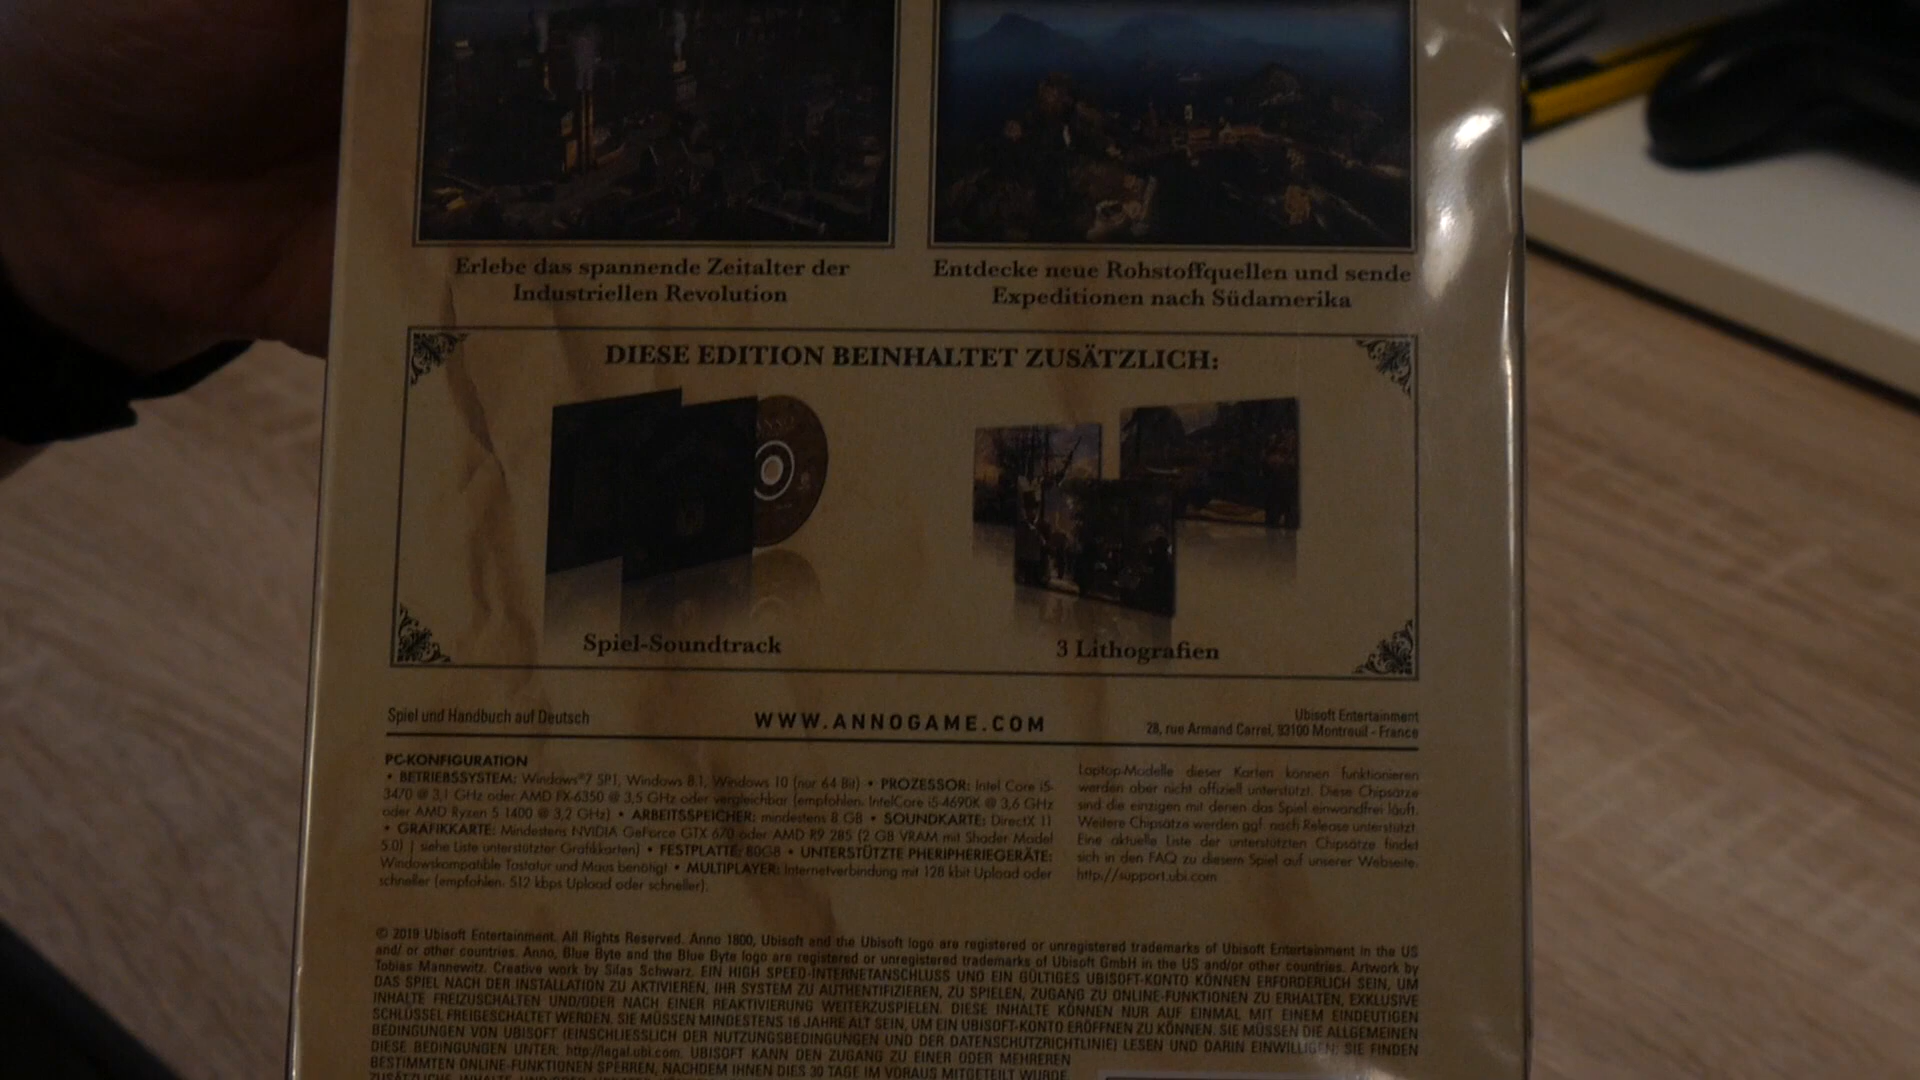 Erlebe das spannende Zeitalter der
Industriellen Revolution
Entdecke neue Rohstoffquellen und sende
Expeditionen nach Südamerika
DIESE EDITION BEINHALTET ZUSÄTZLICH:
Spiel-Soundtrack
3 Lithografien
Spiel und Handbuch auf Deutsch
WWW.ANNOGAME.COM
Ubisoft Entertainment
28, rue Armand Carrel, 93100 Montreuil - France
PC-KONFIGURATION
• BETRIEBSSYSTEM: Windows®7 SP1, Windows 8.1, Windows 10 (nur 64 Bit) • PROZESSOR: Intel Core i5-
3470 @ 3,1 GHz oder AMD FX-6350 @ 3,5 GHz oder vergleichbar (empfohlen: IntelCore i5-4690K @ 3,6 GHz
oder AMD Ryzen 5 1400 @ 3,2 GHz) • ARBEITSSPEICHER: mindestens 8 GB • SOUNDKARTE: DirectX 11
• GRAFIKKARTE: Mindestens NVIDIA GeForce GTX 670 oder AMD R9 285 (2 GB VRAM mit Shader Model
5.0) | siehe Liste unterstützter Grafikkarten) • FESTPLATTE: 80GB • UNTERSTÜTZTE PHERIPHERIEGERÄTE:
Windowskompatible Tastatur und Maus benötigt • MULTIPLAYER: Internetverbindung mit 128 kbit Upload oder
schneller (empfohlen: 512 kbps Upload oder schneller).
Laptop-Modelle dieser Karten können funktionieren
werden aber nicht offiziell unterstützt. Diese Chipsätze
sind die einzigen mit denen das Spiel einwandfrei läuft.
Weitere Chipsätze werden ggf. nach Release unterstützt.
Eine aktuelle Liste der unterstützten Chipsätze findet
sich in den FAQ zu diesem Spiel auf unserer Webseite:
http://support.ubi.com
© 2019 Ubisoft Entertainment. All Rights Reserved. Anno 1800, Ubisoft and the Ubisoft logo are registered or unregistered trademarks of Ubisoft Entertainment in the US
and/ or other countries. Anno, Blue Byte and the Blue Byte logo are registered or unregistered trademarks of Ubisoft GmbH in the US and/or other countries. Artwork by
Tobias Mannewitz. Creative work by Silas Schwarz. EIN HIGH SPEED-INTERNETANSCHLUSS UND EIN GÜLTIGES UBISOFT-KONTO KÖNNEN ERFORDERLICH SEIN, UM
DAS SPIEL NACH DER INSTALLATION ZU AKTIVIEREN, IHR SYSTEM ZU AUTHENTIFIZIEREN, ZU SPIELEN, ZUGANG ZU ONLINE-FUNKTIONEN ZU ERHALTEN, EXKLUSIVE
INHALTE FREIZUSCHALTEN UND/ODER NACH EINER REAKTIVIERUNG WEITERZUSPIELEN. DIESE INHALTE KÖNNEN NUR AUF EINMAL MIT EINEM EINDEUTIGEN
SCHLÜSSEL FREIGESCHALTET WERDEN. SIE MÜSSEN MINDESTENS 16 JAHRE ALT SEIN, UM EIN UBISOFT-KONTO ERÖFFNEN ZU KÖNNEN. SIE MÜSSEN DIE ALLGEMEINEN
BEDINGUNGEN VON UBISOFT (EINSCHLIESSLICH DER NUTZUNGSBEDINGUNGEN UND DER DATENSCHUTZRICHTLINIE) LESEN UND DARIN EINWILLIGEN; SIE FINDEN
DIESE BEDINGUNGEN UNTER: http://legal.ubi.com. UBISOFT KANN DEN ZUGANG ZU EINER ODER MEHREREN
BESTIMMTEN ONLINE-FUNKTIONEN SPERREN, NACHDEM IHNEN DIES 30 TAGE IM VORAUS MITGETEILT WURDE.